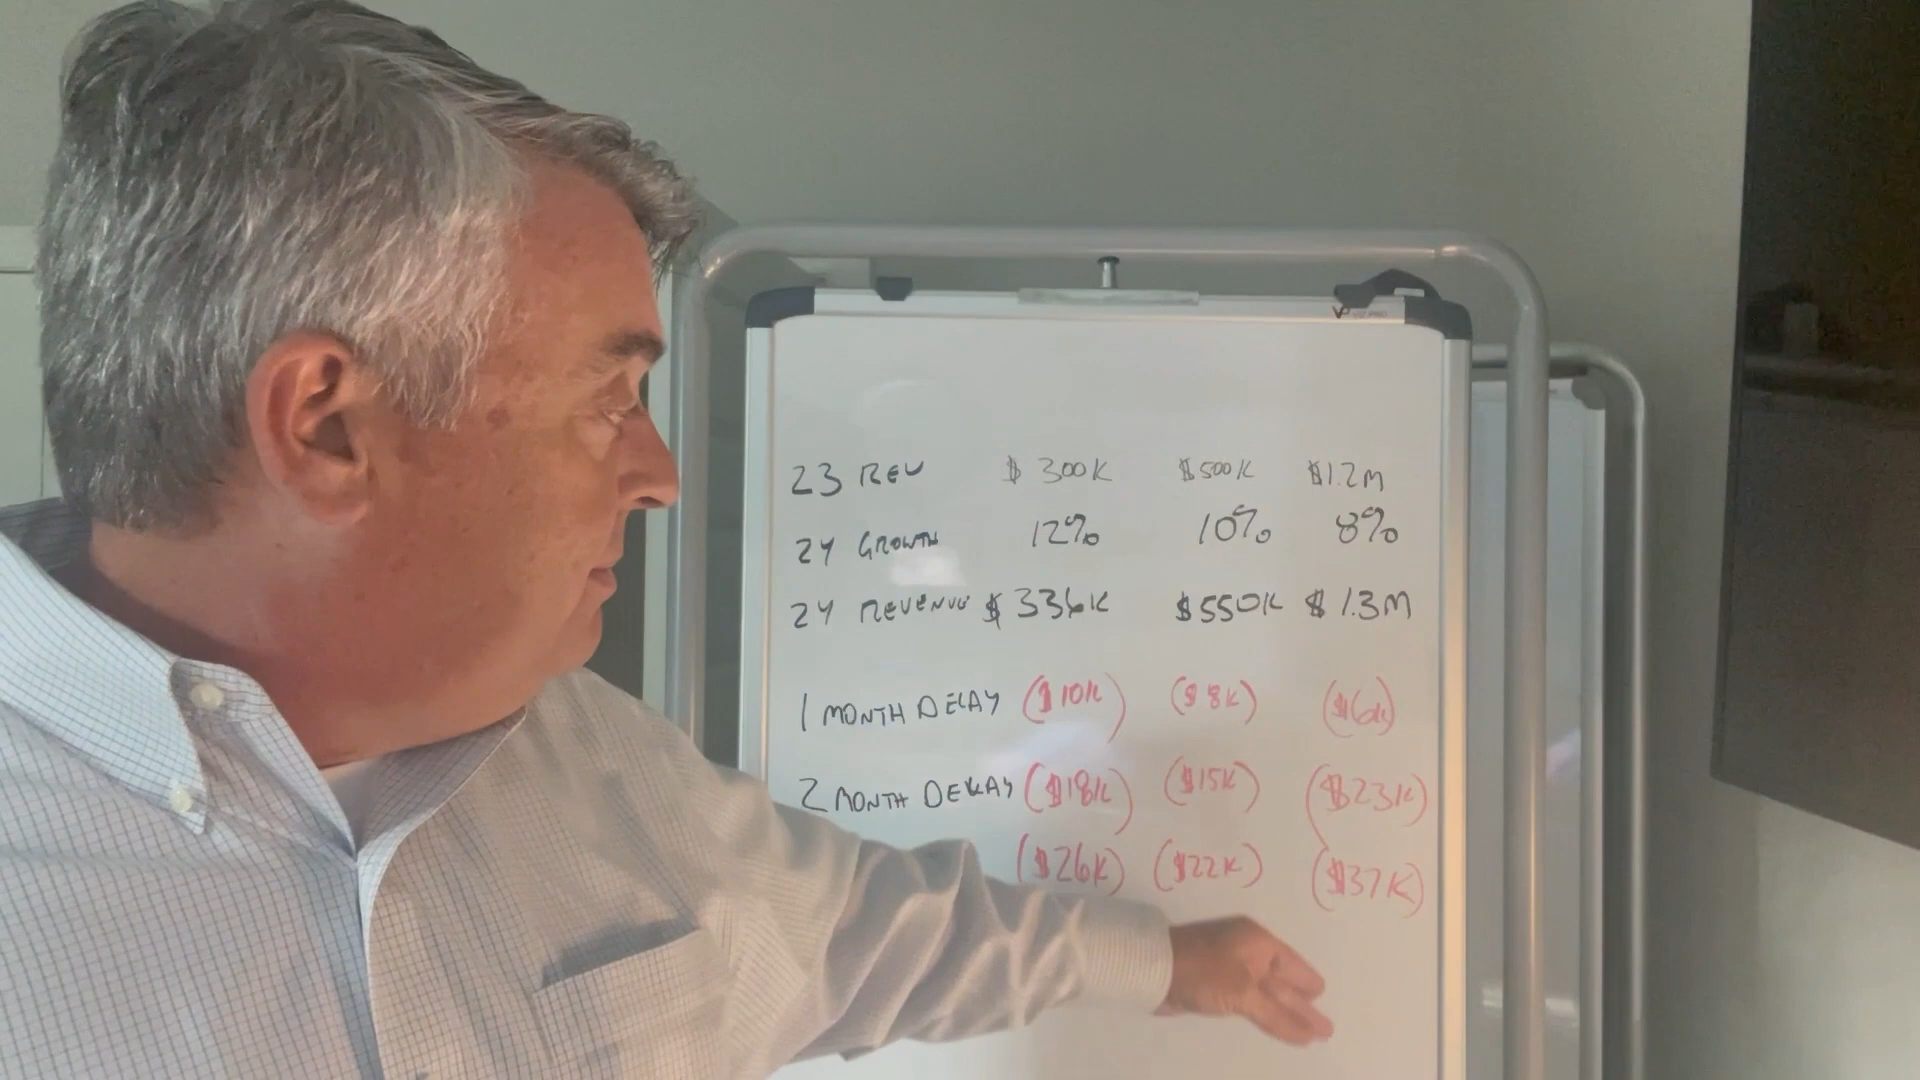 23 REV $ 300K $500K $1.2M
24 GROWTH 12% 10% 8%
24 REVENUE $ 336K $550K $ 1.3M
1 MONTH DELAY ($10K) ($8K) ($6K)
2 MONTH DELAY ($18K) ($15K) ($23K)
($26K) ($22K) ($37K)